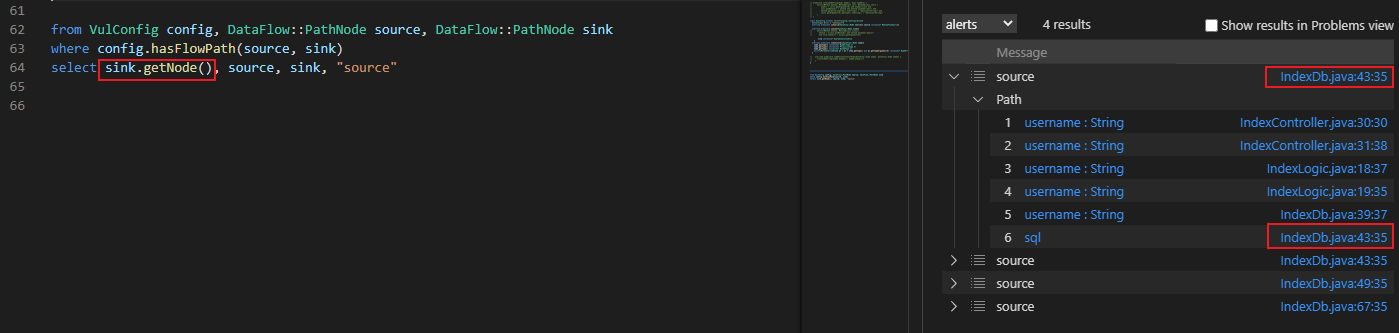 61
62 from VulConfig config, DataFlow::PathNode source, DataFlow::PathNode sink
63 where config.hasFlowPath(source, sink)
64 select sink.getNode(), source, sink, "source"
65
66
alerts 4 results Show results in Problems view
Message
source IndexDb.java:43:35
Path
1 username : String IndexController.java:30:30
2 username : String IndexController.java:31:38
3 username : String IndexLogic.java:18:37
4 username : String IndexLogic.java:19:35
5 username : String IndexDb.java:39:37
6 sql IndexDb.java:43:35
source IndexDb.java:43:35
source IndexDb.java:49:35
source IndexDb.java:67:35